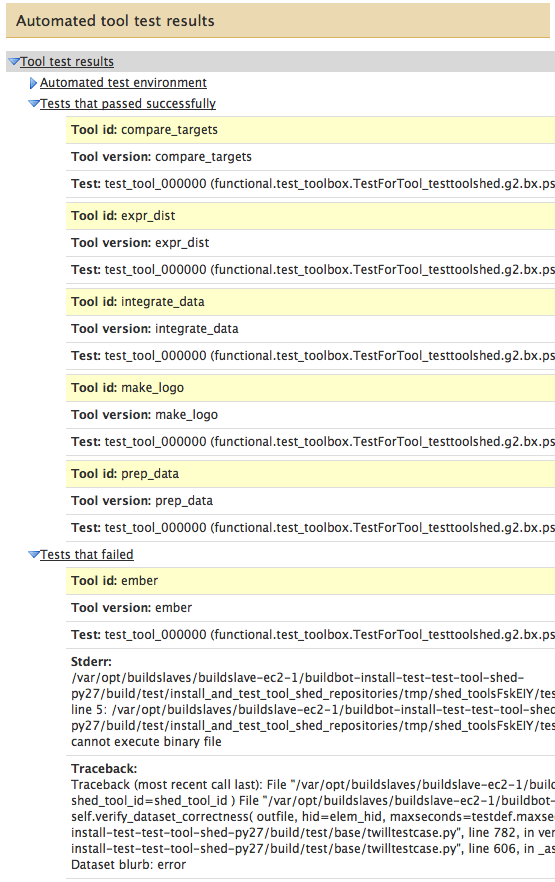 Automated tool test results
Tool test results
Automated test environment
Tests that passed successfully
Tool id: compare_targets
Tool version: compare_targets
Test: test_tool_000000 (functional.test_toolbox.TestForTool_testtoolshed.g2.bx.ps
Tool id: expr_dist
Tool version: expr_dist
Test: test_tool_000000 (functional.test_toolbox.TestForTool_testtoolshed.g2.bx.ps
Tool id: integrate_data
Tool version: integrate_data
Test: test_tool_000000 (functional.test_toolbox.TestForTool_testtoolshed.g2.bx.ps
Tool id: make_logo
Tool version: make_logo
Test: test_tool_000000 (functional.test_toolbox.TestForTool_testtoolshed.g2.bx.ps
Tool id: prep_data
Tool version: prep_data
Test: test_tool_000000 (functional.test_toolbox.TestForTool_testtoolshed.g2.bx.ps
Tests that failed
Tool id: ember
Tool version: ember
Test: test_tool_000000 (functional.test_toolbox.TestForTool_testtoolshed.g2.bx.ps
Stderr:
/var/opt/buildslaves/buildslave-ec2-1/buildbot-install-test-test-tool-shed-
py27/build/test/install_and_test_tool_shed_repositories/tmp/shed_toolsFskEIY/tes
line 5: /var/opt/buildslaves/buildslave-ec2-1/buildbot-install-test-test-tool-shed
py27/build/test/install_and_test_tool_shed_repositories/tmp/shed_toolsFskEIY/tes
cannot execute binary file
Traceback:
Traceback (most recent call last): File "/var/opt/buildslaves/buildslave-ec2-1/build
shed_tool_id=shed_tool_id ) File "/var/opt/buildslaves/buildslave-ec2-1/buildbot-
self.verify_dataset_correctness( outfile, hid=elem_hid, maxseconds=testdef.maxsec
install-test-test-tool-shed-py27/build/test/base/twilltestcase.py", line 782, in ver
install-test-test-tool-shed-py27/build/test/base/twilltestcase.py", line 606, in _as
Dataset blurb: error